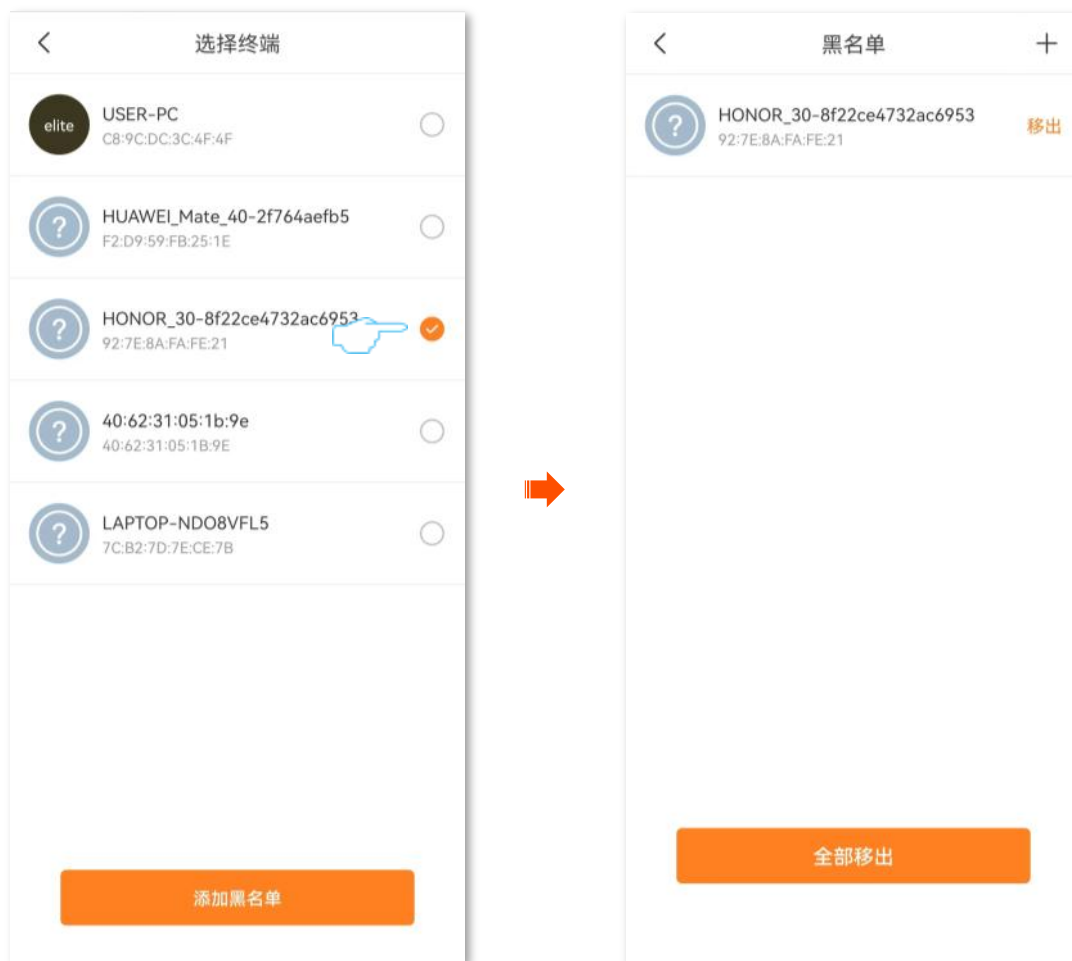 选择终端
elite
USER-PC
C8:9C:DC:3C:4F:4F
HUAWEI_Mate_40-2f764aefb5
F2:D9:59:FB:25:1E
HONOR_30-8f22ce4732ac6953
92:7E:8A:FA:FE:21
40:62:31:05:1b:9e
40:62:31:05:1B:9E
LAPTOP-NDO8VFL5
7C:B2:7D:7E:CE:7B
添加黑名单
黑名单
HONOR_30-8f22ce4732ac6953
92:7E:8A:FA:FE:21
移出
全部移出